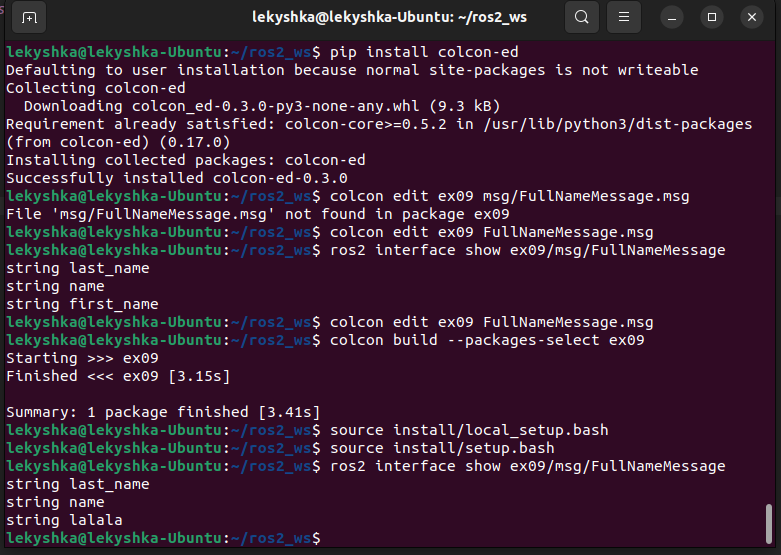 lekyshka@lekyshka-Ubuntu: ~/ros2_ws
lekyshka@lekyshka-Ubuntu:~/ros2_ws$ pip install colcon-ed
Defaulting to user installation because normal site-packages is not writeable
Collecting colcon-ed
  Downloading colcon_ed-0.3.0-py3-none-any.whl (9.3 kB)
Requirement already satisfied: colcon-core>=0.5.2 in /usr/lib/python3/dist-packages
(from colcon-ed) (0.17.0)
Installing collected packages: colcon-ed
Successfully installed colcon-ed-0.3.0
lekyshka@lekyshka-Ubuntu:~/ros2_ws$ colcon edit ex09 msg/FullNameMessage.msg
File 'msg/FullNameMessage.msg' not found in package ex09
lekyshka@lekyshka-Ubuntu:~/ros2_ws$ colcon edit ex09 FullNameMessage.msg
lekyshka@lekyshka-Ubuntu:~/ros2_ws$ ros2 interface show ex09/msg/FullNameMessage
string last_name
string name
string first_name
lekyshka@lekyshka-Ubuntu:~/ros2_ws$ colcon edit ex09 FullNameMessage.msg
lekyshka@lekyshka-Ubuntu:~/ros2_ws$ colcon build --packages-select ex09
Starting >>> ex09
Finished <<< ex09 [3.15s]

Summary: 1 package finished [3.41s]
lekyshka@lekyshka-Ubuntu:~/ros2_ws$ source install/local_setup.bash
lekyshka@lekyshka-Ubuntu:~/ros2_ws$ source install/setup.bash
lekyshka@lekyshka-Ubuntu:~/ros2_ws$ ros2 interface show ex09/msg/FullNameMessage
string last_name
string name
string lalala
lekyshka@lekyshka-Ubuntu:~/ros2_ws$